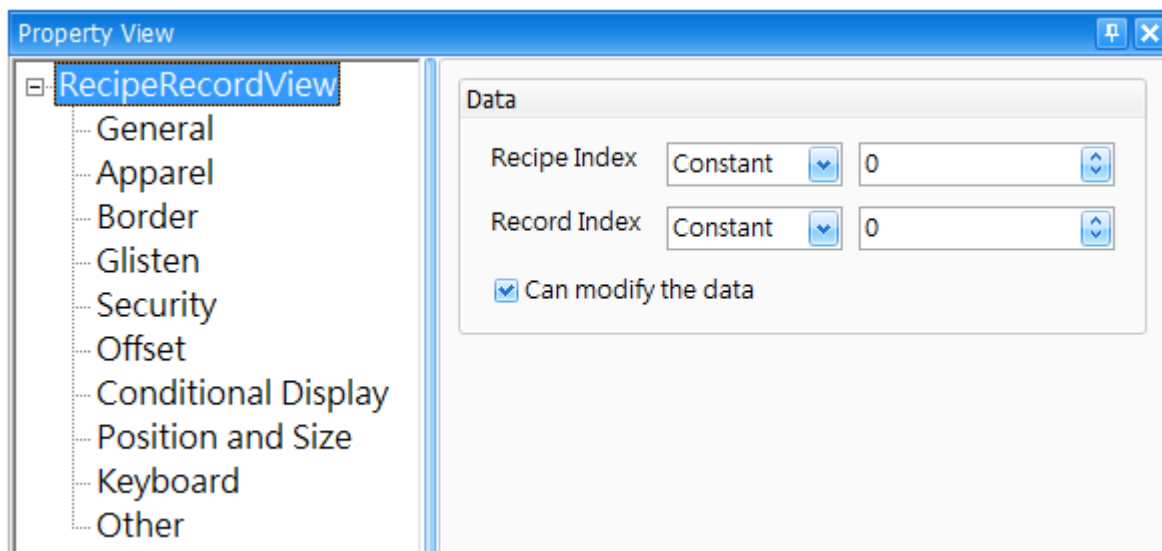 Property View
RecipeRecordView
General
Apparel
Border
Glisten
Security
Offset
Conditional Display
Position and Size
Keyboard
Other
Data
Recipe Index Constant 0
Record Index Constant 0
Can modify the data